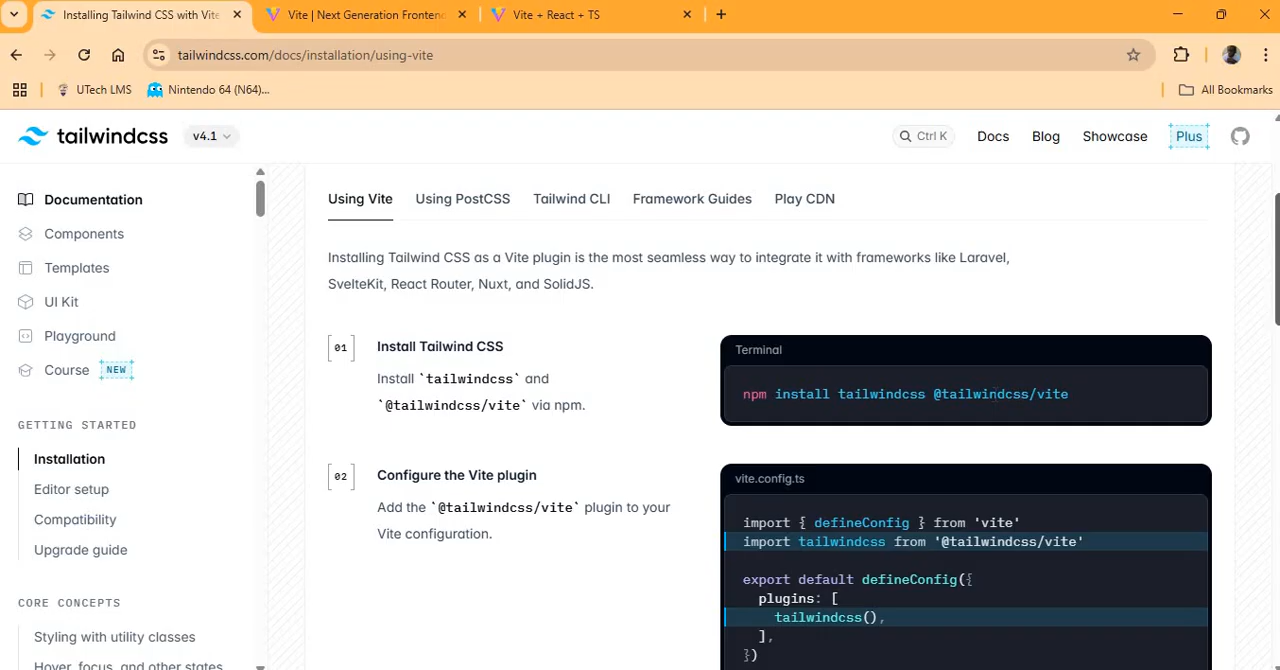 Installing Tailwind CSS with Vite
Vite | Next Generation Frontend
Vite + React + TS
tailwindcss.com/docs/installation/using-vite
UTech LMS
Nintendo 64 (N64)...
All Bookmarks
tailwindcss
v4.1
Ctrl K
Docs
Blog
Showcase
Plus
Documentation
Components
Templates
UI Kit
Playground
Course NEW
GETTING STARTED
Installation
Editor setup
Compatibility
Upgrade guide
CORE CONCEPTS
Styling with utility classes
Hover, focus, and other states
Using Vite
Using PostCSS
Tailwind CLI
Framework Guides
Play CDN
Installing Tailwind CSS as a Vite plugin is the most seamless way to integrate it with frameworks like Laravel,
SvelteKit, React Router, Nuxt, and SolidJS.
01
Install Tailwind CSS
Install `tailwindcss` and
`@tailwindcss/vite` via npm.
Terminal
npm install tailwindcss @tailwindcss/vite
02
Configure the Vite plugin
Add the `@tailwindcss/vite` plugin to your
Vite configuration.
vite.config.ts
import { defineConfig } from 'vite'
import tailwindcss from '@tailwindcss/vite'
export default defineConfig({
plugins: [
tailwindcss(),
],
})